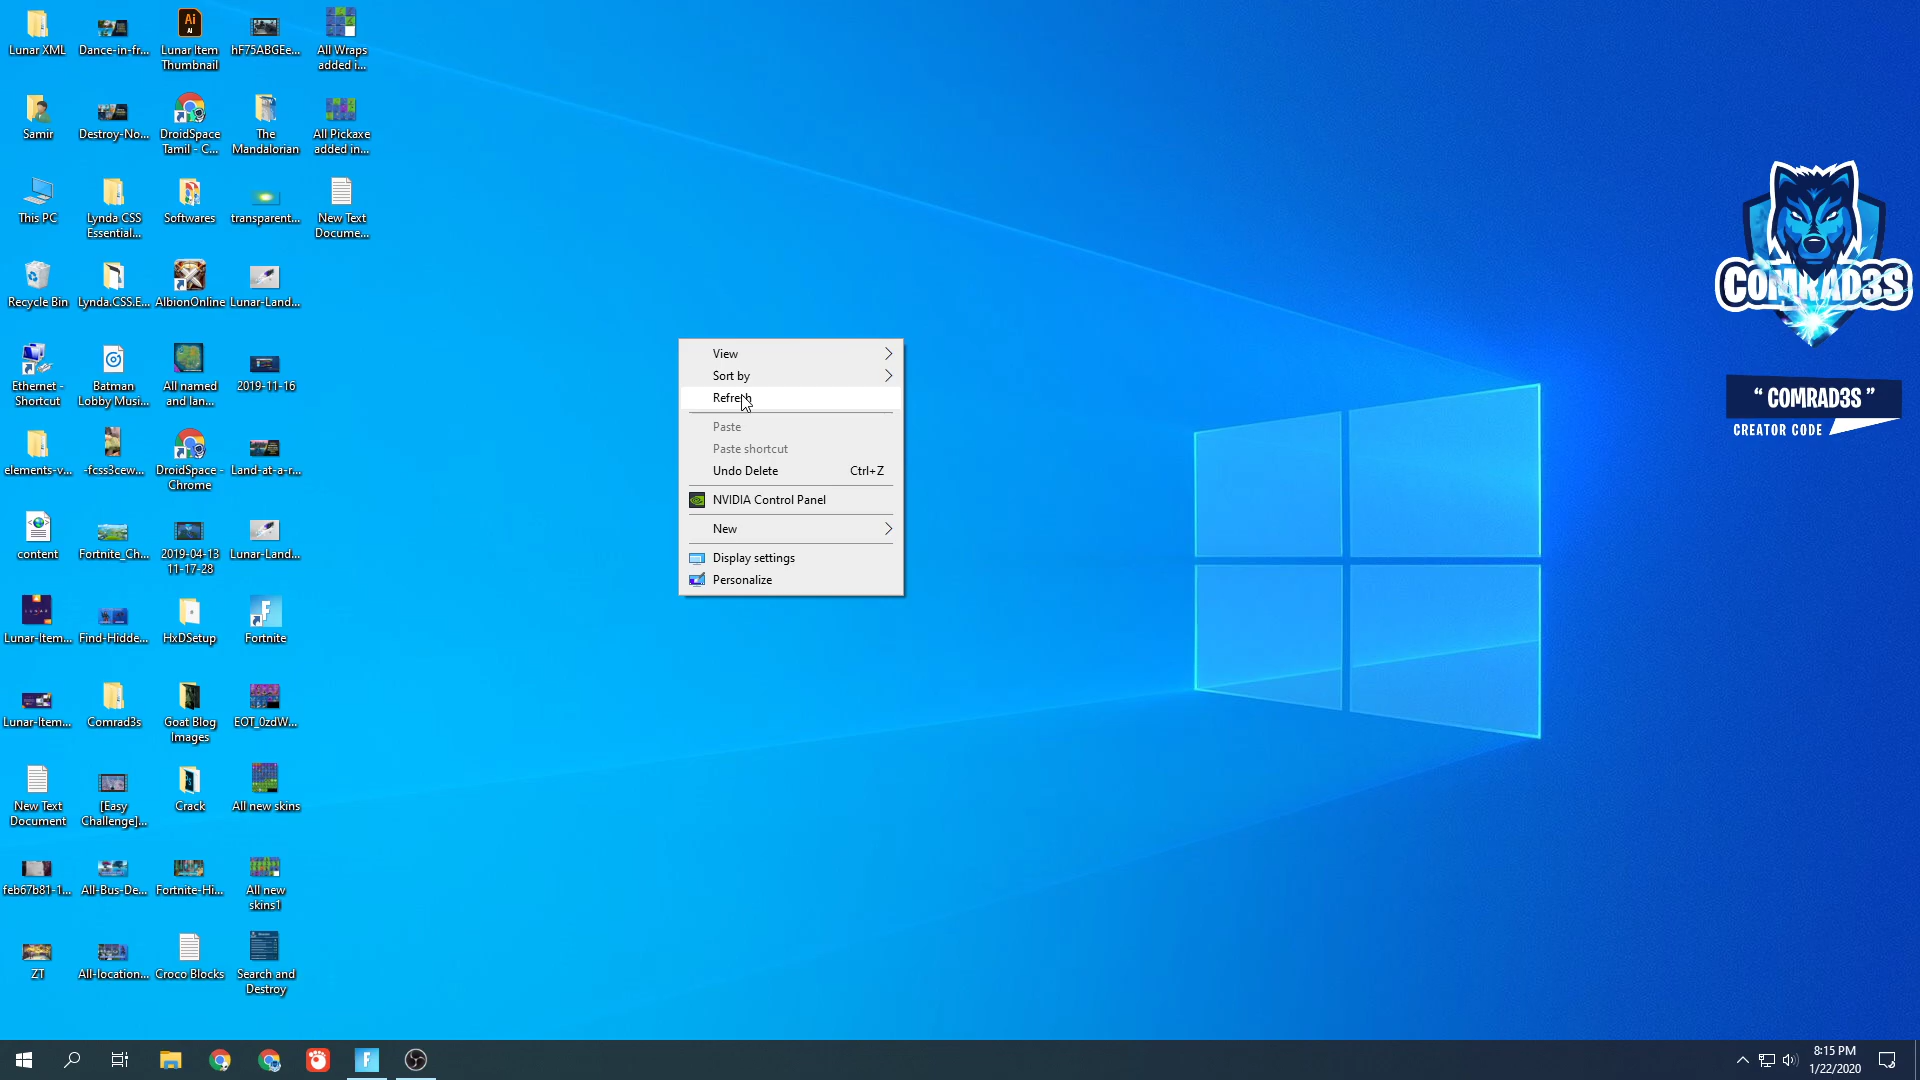 Lunar XML
Dance-in-fr...
Lunar Item
Thumbnail
hF75ABGEe...
All Wraps
added i...
Samir
Destroy-No...
DroidSpace
Tamil - C...
The
Mandalorian
All Pickaxe
added in...
This PC
Lynda CSS
Essential...
Softwares
transparent...
New Text
Docume...
Recycle Bin
Lynda.CSS.E...
AlbionOnline
Lunar-Land...
Ethernet -
Shortcut
Batman
Lobby Musi...
All named
and lan...
2019-11-16
elements-v...
-fcss3cew...
DroidSpace -
Chrome
Land-at-a-r...
content
Fortnite_Ch...
2019-04-13
11-17-28
Lunar-Land...
Lunar-Item...
Find-Hidde...
HxDSetup
Fortnite
Lunar-Item...
Comrad3s
Goat Blog
Images
EOT_0zdW...
New Text
Document
[Easy
Challenge]...
Crack
All new skins
feb67b81-1...
All-Bus-De...
Fortnite-Hi...
All new
skins1
ZT
All-location...
Croco Blocks
Search and
Destroy
View
Sort by
Refresh
Paste
Paste shortcut
Undo Delete Ctrl+Z
NVIDIA Control Panel
New
Display settings
Personalize
COMRAD3S
“ COMRAD3S ”
CREATOR CODE
8:15 PM
1/22/2020